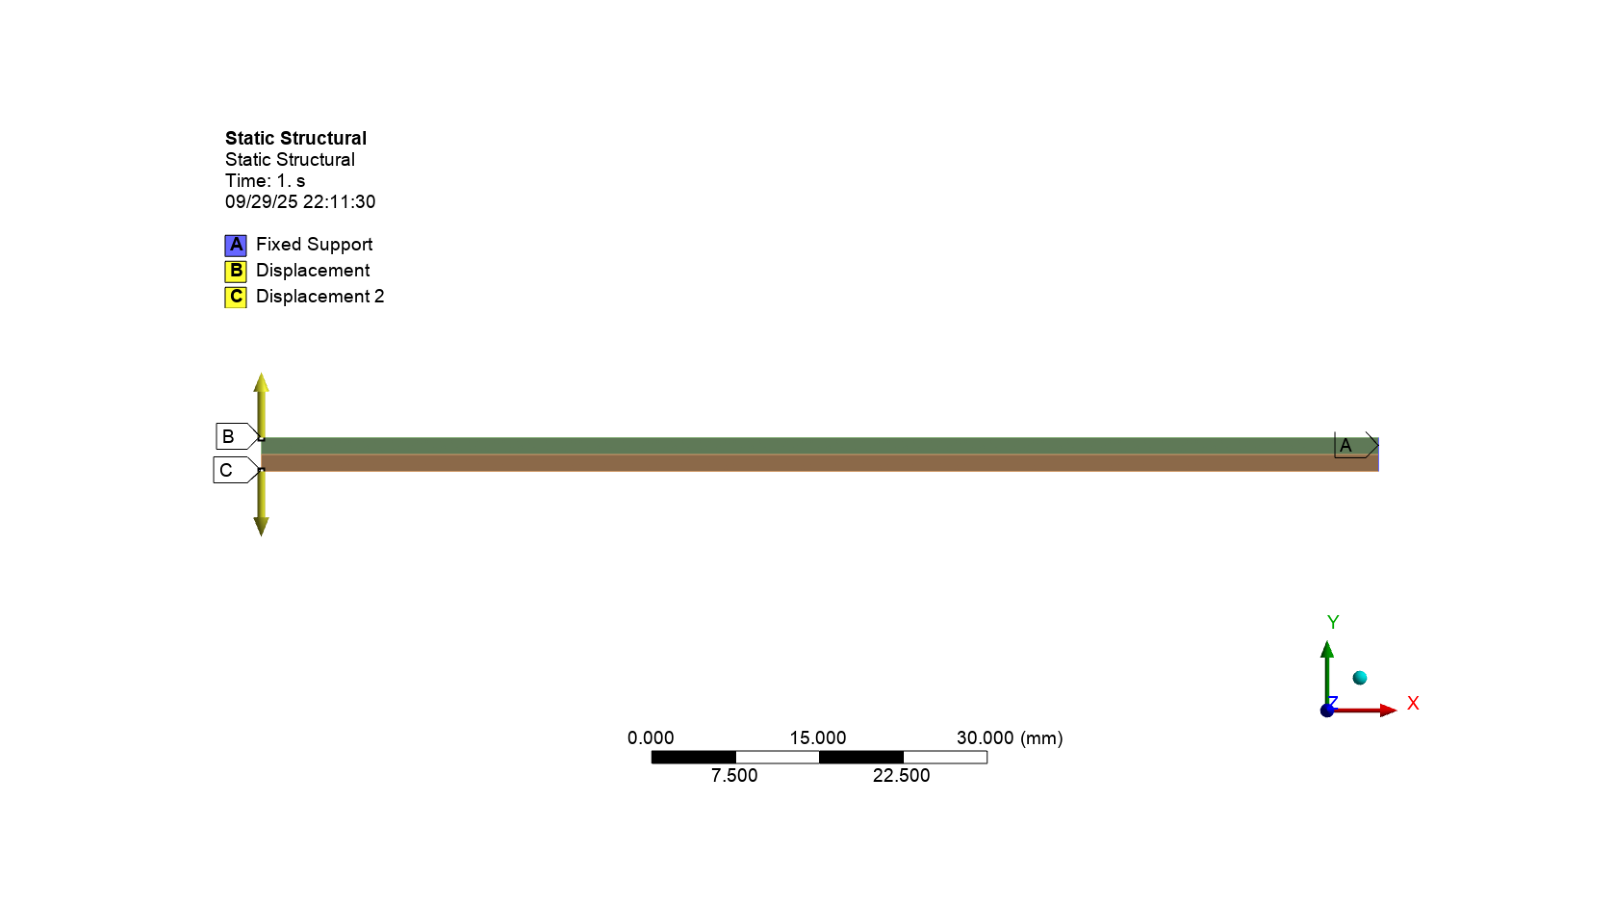 Static Structural
Static Structural
Time: 1. s
09/29/25 22:11:30
A Fixed Support
B Displacement
C Displacement 2
B
A
C
Y
Z
X
0.000 15.000 30.000 (mm)
7.500 22.500